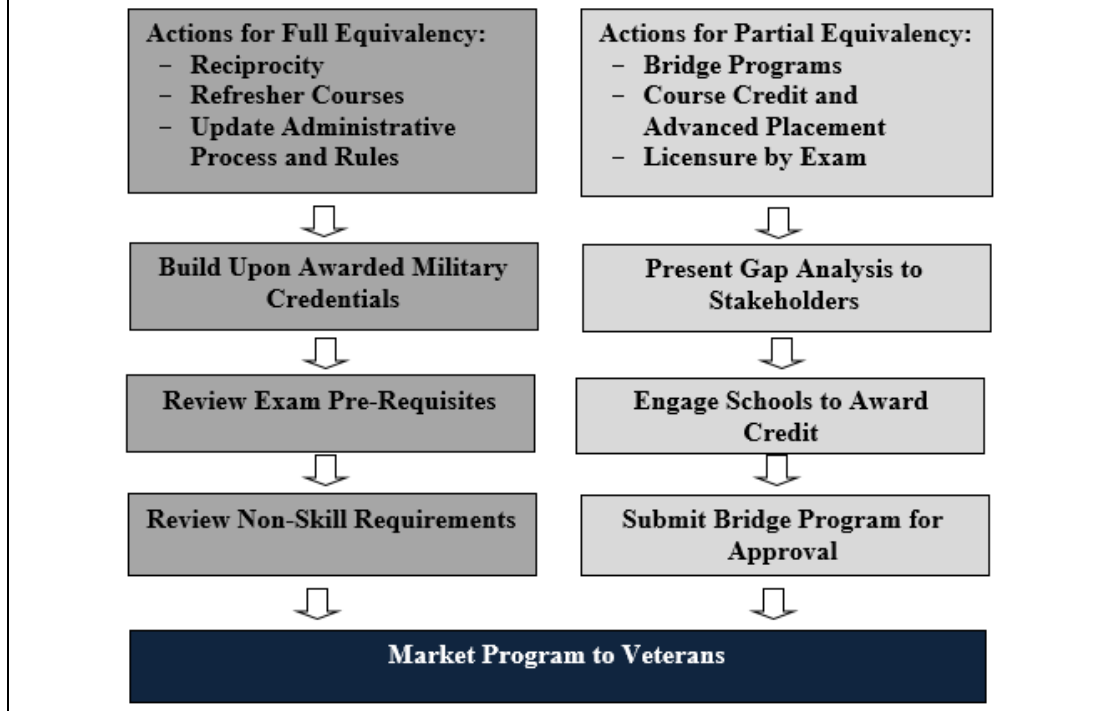 Actions for Full Equivalency:
− Reciprocity
− Refresher Courses
− Update Administrative
Process and Rules
Build Upon Awarded Military
Credentials
Review Exam Pre-Requisites
Review Non-Skill Requirements
Actions for Partial Equivalency:
− Bridge Programs
− Course Credit and
Advanced Placement
− Licensure by Exam
Present Gap Analysis to
Stakeholders
Engage Schools to Award
Credit
Submit Bridge Program for
Approval
Market Program to Veterans